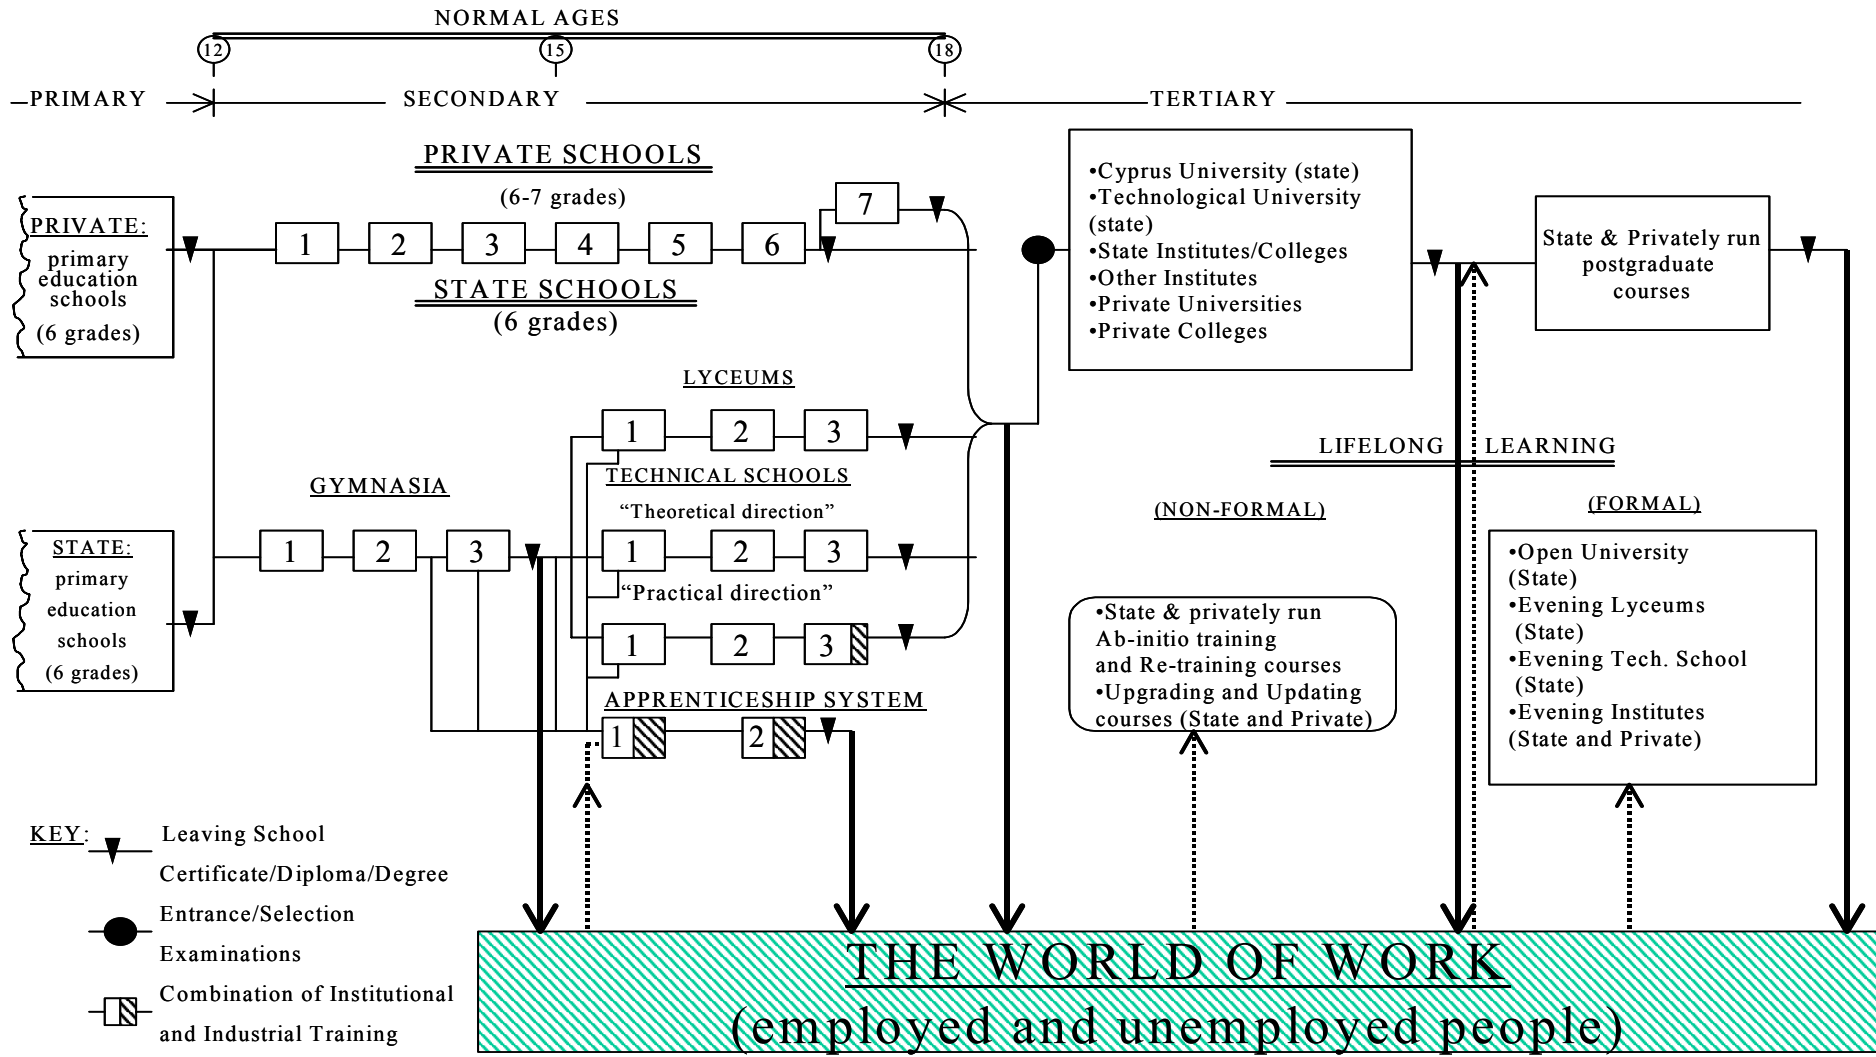 NORMAL AGES
12
15
18
PRIMARY
SECONDARY
TERTIARY
PRIVATE SCHOOLS
(6-7 grades)
7
PRIVATE:
primary
education
schools
(6 grades)
1
2
3
4
5
6
STATE SCHOOLS
(6 grades)
•Cyprus University (state)
•Technological University
(state)
•State Institutes/Colleges
•Other Institutes
•Private Universities
•Private Colleges
State & Privately run
postgraduate
courses
LYCEUMS
1
2
3
TECHNICAL SCHOOLS
“Theoretical direction”
GYMNASIA
STATE:
primary
education
schools
(6 grades)
1
2
3
1
2
3
“Practical direction”
1
2
3
APPRENTICESHIP SYSTEM
1
2
LIFELONG LEARNING
(NON-FORMAL)
•State & privately run
Ab-initio training
and Re-training courses
•Upgrading and Updating
courses (State and Private)
(FORMAL)
•Open University
(State)
•Evening Lyceums
(State)
•Evening Tech. School
(State)
•Evening Institutes
(State and Private)
KEY:
Leaving School
Certificate/Diploma/Degree
Entrance/Selection
Examinations
Combination of Institutional
and Industrial Training
THE WORLD OF WORK
(employed and unemployed people)